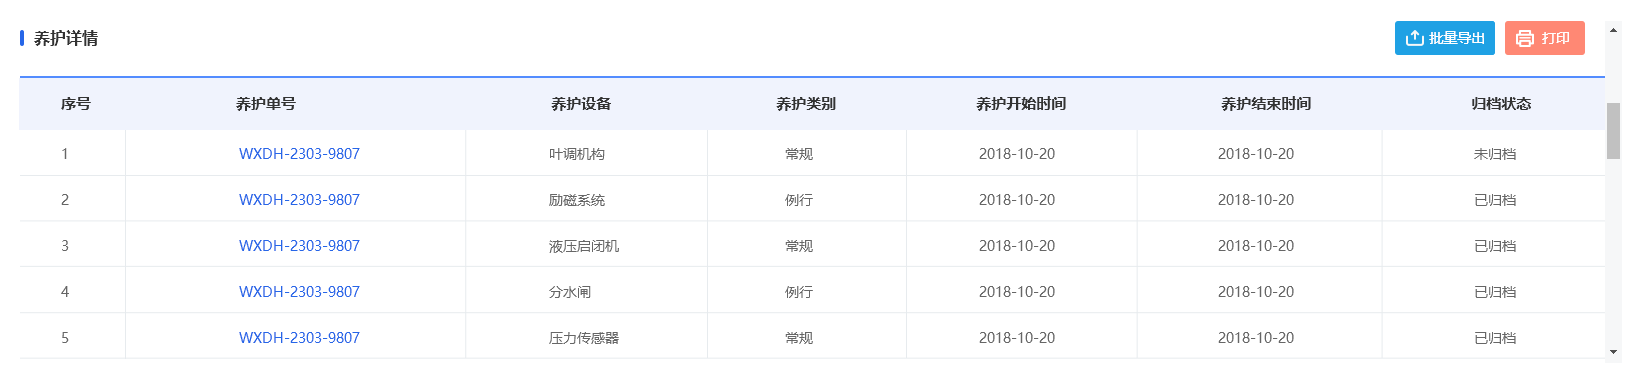 养护详情 批量导出 打印
序号 养护单号 养护设备 养护类别 养护开始时间 养护结束时间 归档状态
1 WXDH-2303-9807 叶调机构 常规 2018-10-20 2018-10-20 未归档
2 WXDH-2303-9807 励磁系统 例行 2018-10-20 2018-10-20 已归档
3 WXDH-2303-9807 液压启闭机 常规 2018-10-20 2018-10-20 已归档
4 WXDH-2303-9807 分水闸 例行 2018-10-20 2018-10-20 已归档
5 WXDH-2303-9807 压力传感器 常规 2018-10-20 2018-10-20 已归档